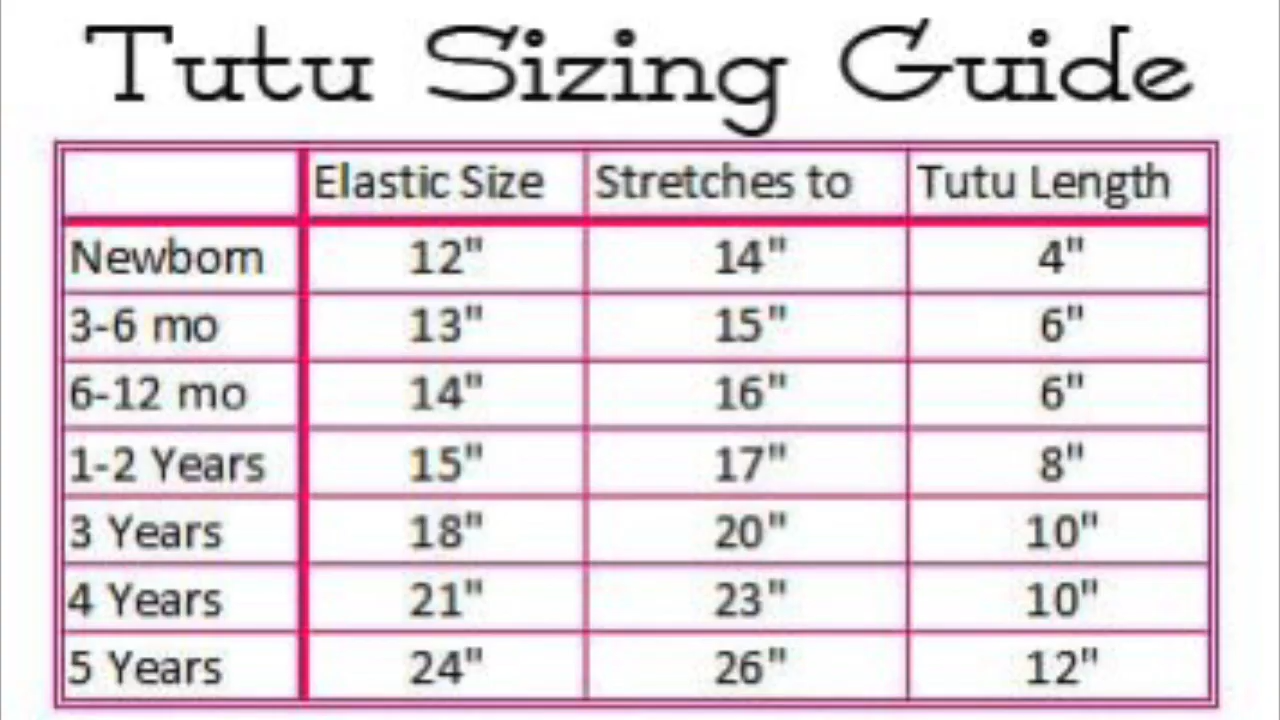 Tutu Sizing Guide
Elastic Size Stretches to Tutu Length
Newborn 12" 14" 4"
3-6 mo 13" 15" 6"
6-12 mo 14" 16" 6"
1-2 Years 15" 17" 8"
3 Years 18" 20" 10"
4 Years 21" 23" 10"
5 Years 24" 26" 12"